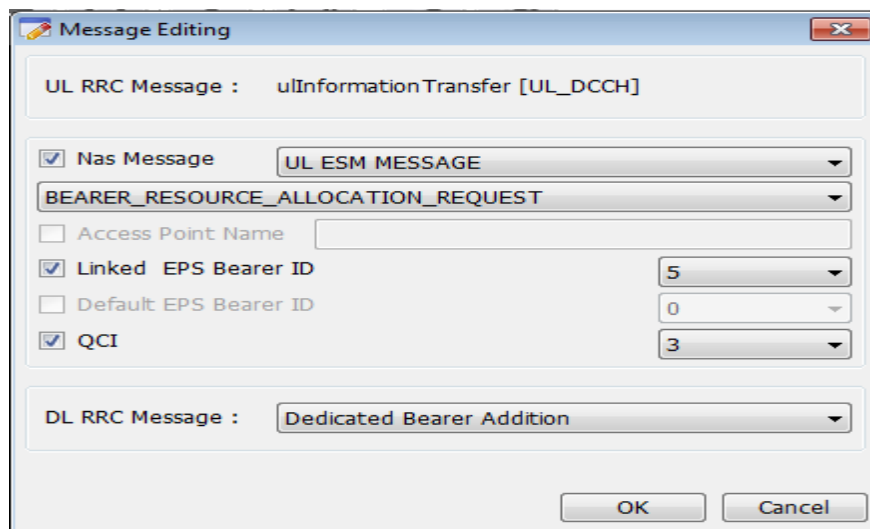 Message Editing
UL RRC Message : ulInformationTransfer [UL_DCCH]
Nas Message UL ESM MESSAGE
BEARER_RESOURCE_ALLOCATION_REQUEST
Access Point Name
Linked EPS Bearer ID 5
Default EPS Bearer ID 0
QCI 3
DL RRC Message : Dedicated Bearer Addition
OK Cancel